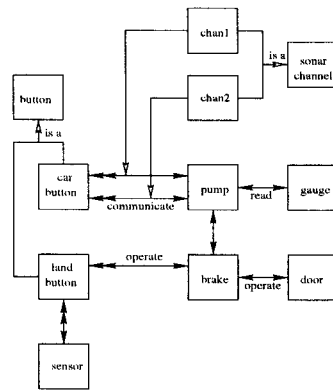 chan1
is a
sonar
channel
button
chan2
is a
car
button
communicate
pump
read
gauge
land
button
operate
brake
operate
door
sensor